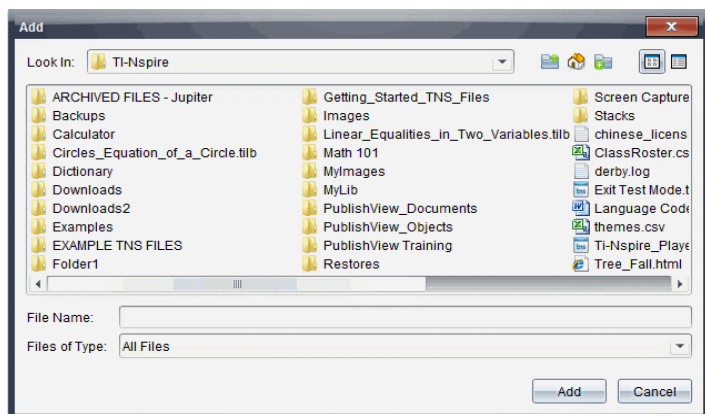 Add
Look In: TI-Nspire
ARCHIVED FILES - Jupiter
Backups
Calculator
Circles_Equation_of_a_Circle.tilb
Dictionary
Downloads
Downloads2
Examples
EXAMPLE TNS FILES
Folder1
Getting_Started_TNS_Files
Images
Linear_Equalities_in_Two_Variables.tilb
Math 101
MyImages
MyLib
PublishView_Documents
PublishView_Objects
PublishView Training
Restores
Screen Capture
Stacks
chinese_licens
ClassRoster.cs
derby.log
Exit Test Mode.t
Language Code
themes.csv
TI-Nspire_Playe
Tree_Fall.html
File Name:
Files of Type: All Files
Add Cancel